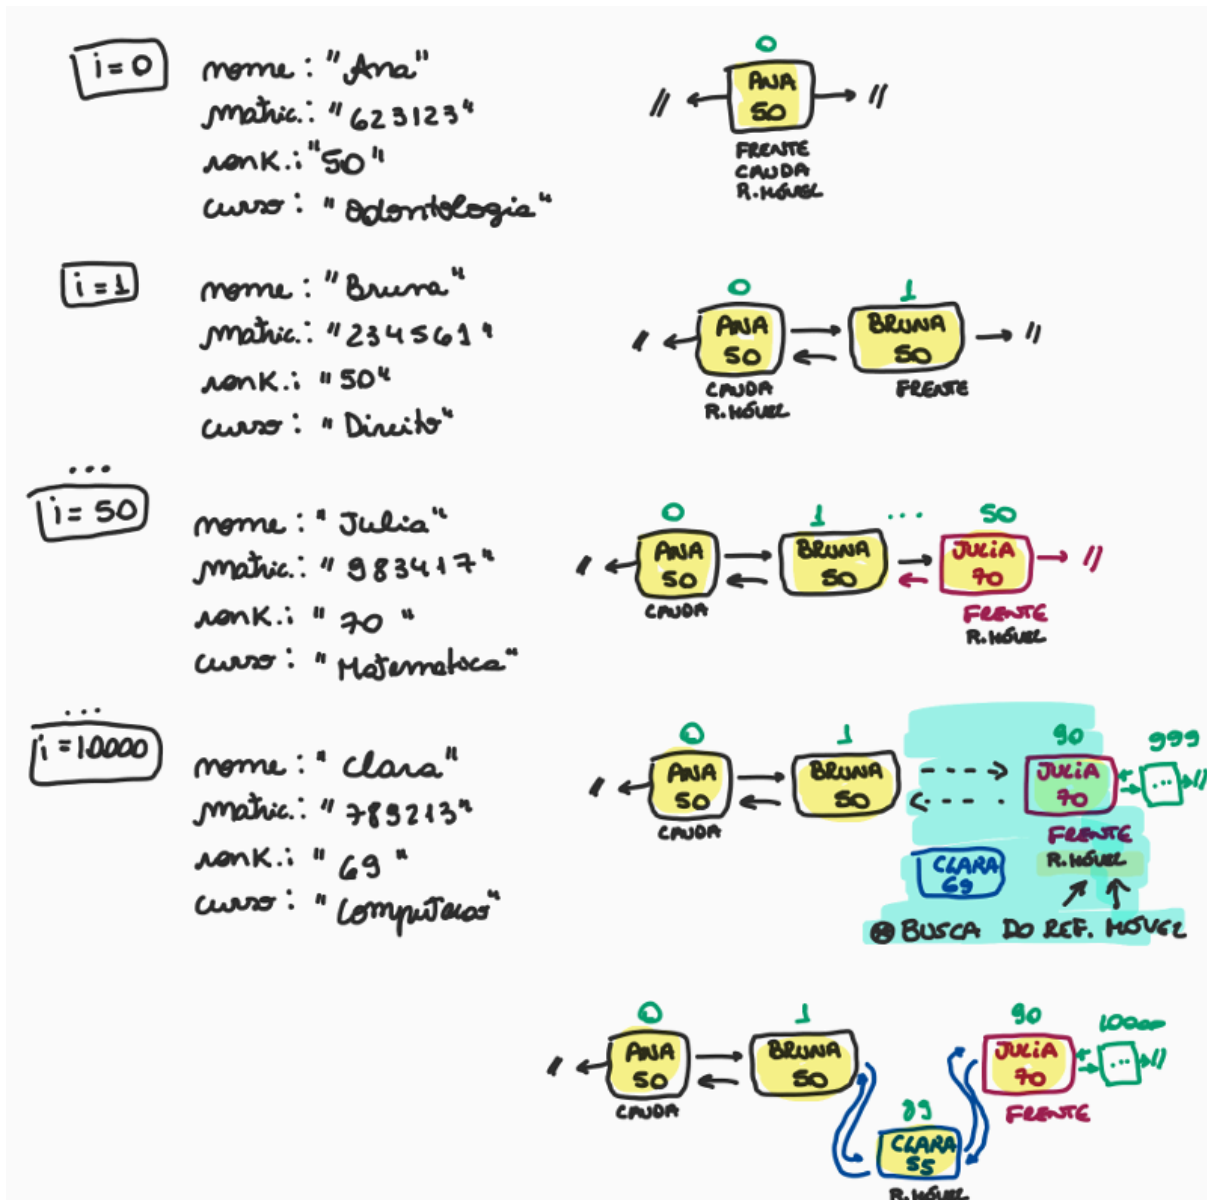 i = 0
nome : "Ana"
matric.: "623123"
rank.: "50"
curso : "Odontologia"
0
ANA
50
FRENTE
CAUDA
R. MÓVEL
i = 1
nome : "Bruna"
matric.: "234561"
rank.: "50"
curso : "Direito"
0 1
ANA BRUNA
50 50
CAUDA FRENTE
R. MÓVEL
...
i = 50
nome : "Julia"
matric.: "983417"
rank.: "70"
curso : "Matematica"
0 1 ... 50
ANA BRUNA JULIA
50 50 70
CAUDA FRENTE
R. MÓVEL
...
i = 10000
nome : "Clara"
matric.: "789213"
rank.: "69"
curso :
0 1 90 999
ANA BRUNA JULIA ...
50 50 70
CAUDA FRENTE
CLARA R. MÓVEL
69
BUSCA DO REF. MÓVEL
0 1 90 10000
ANA BRUNA JULIA ...
50 50 70
CAUDA FRENTE
89
CLARA
55
R. MÓVEL